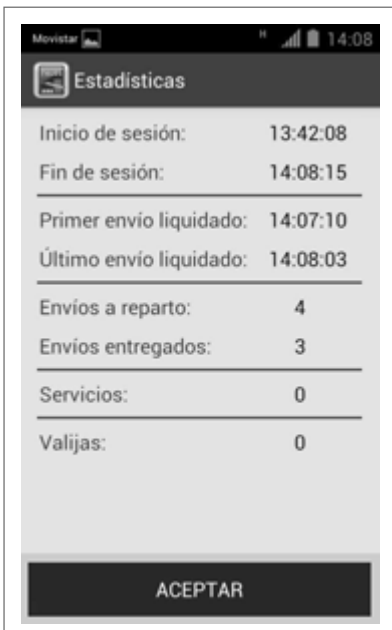 Movistar H 14:08
Estadísticas
Inicio de sesión: 13:42:08
Fin de sesión: 14:08:15
Primer envío liquidado: 14:07:10
Último envío liquidado: 14:08:03
Envíos a reparto: 4
Envíos entregados: 3
Servicios: 0
Valijas: 0
ACEPTAR